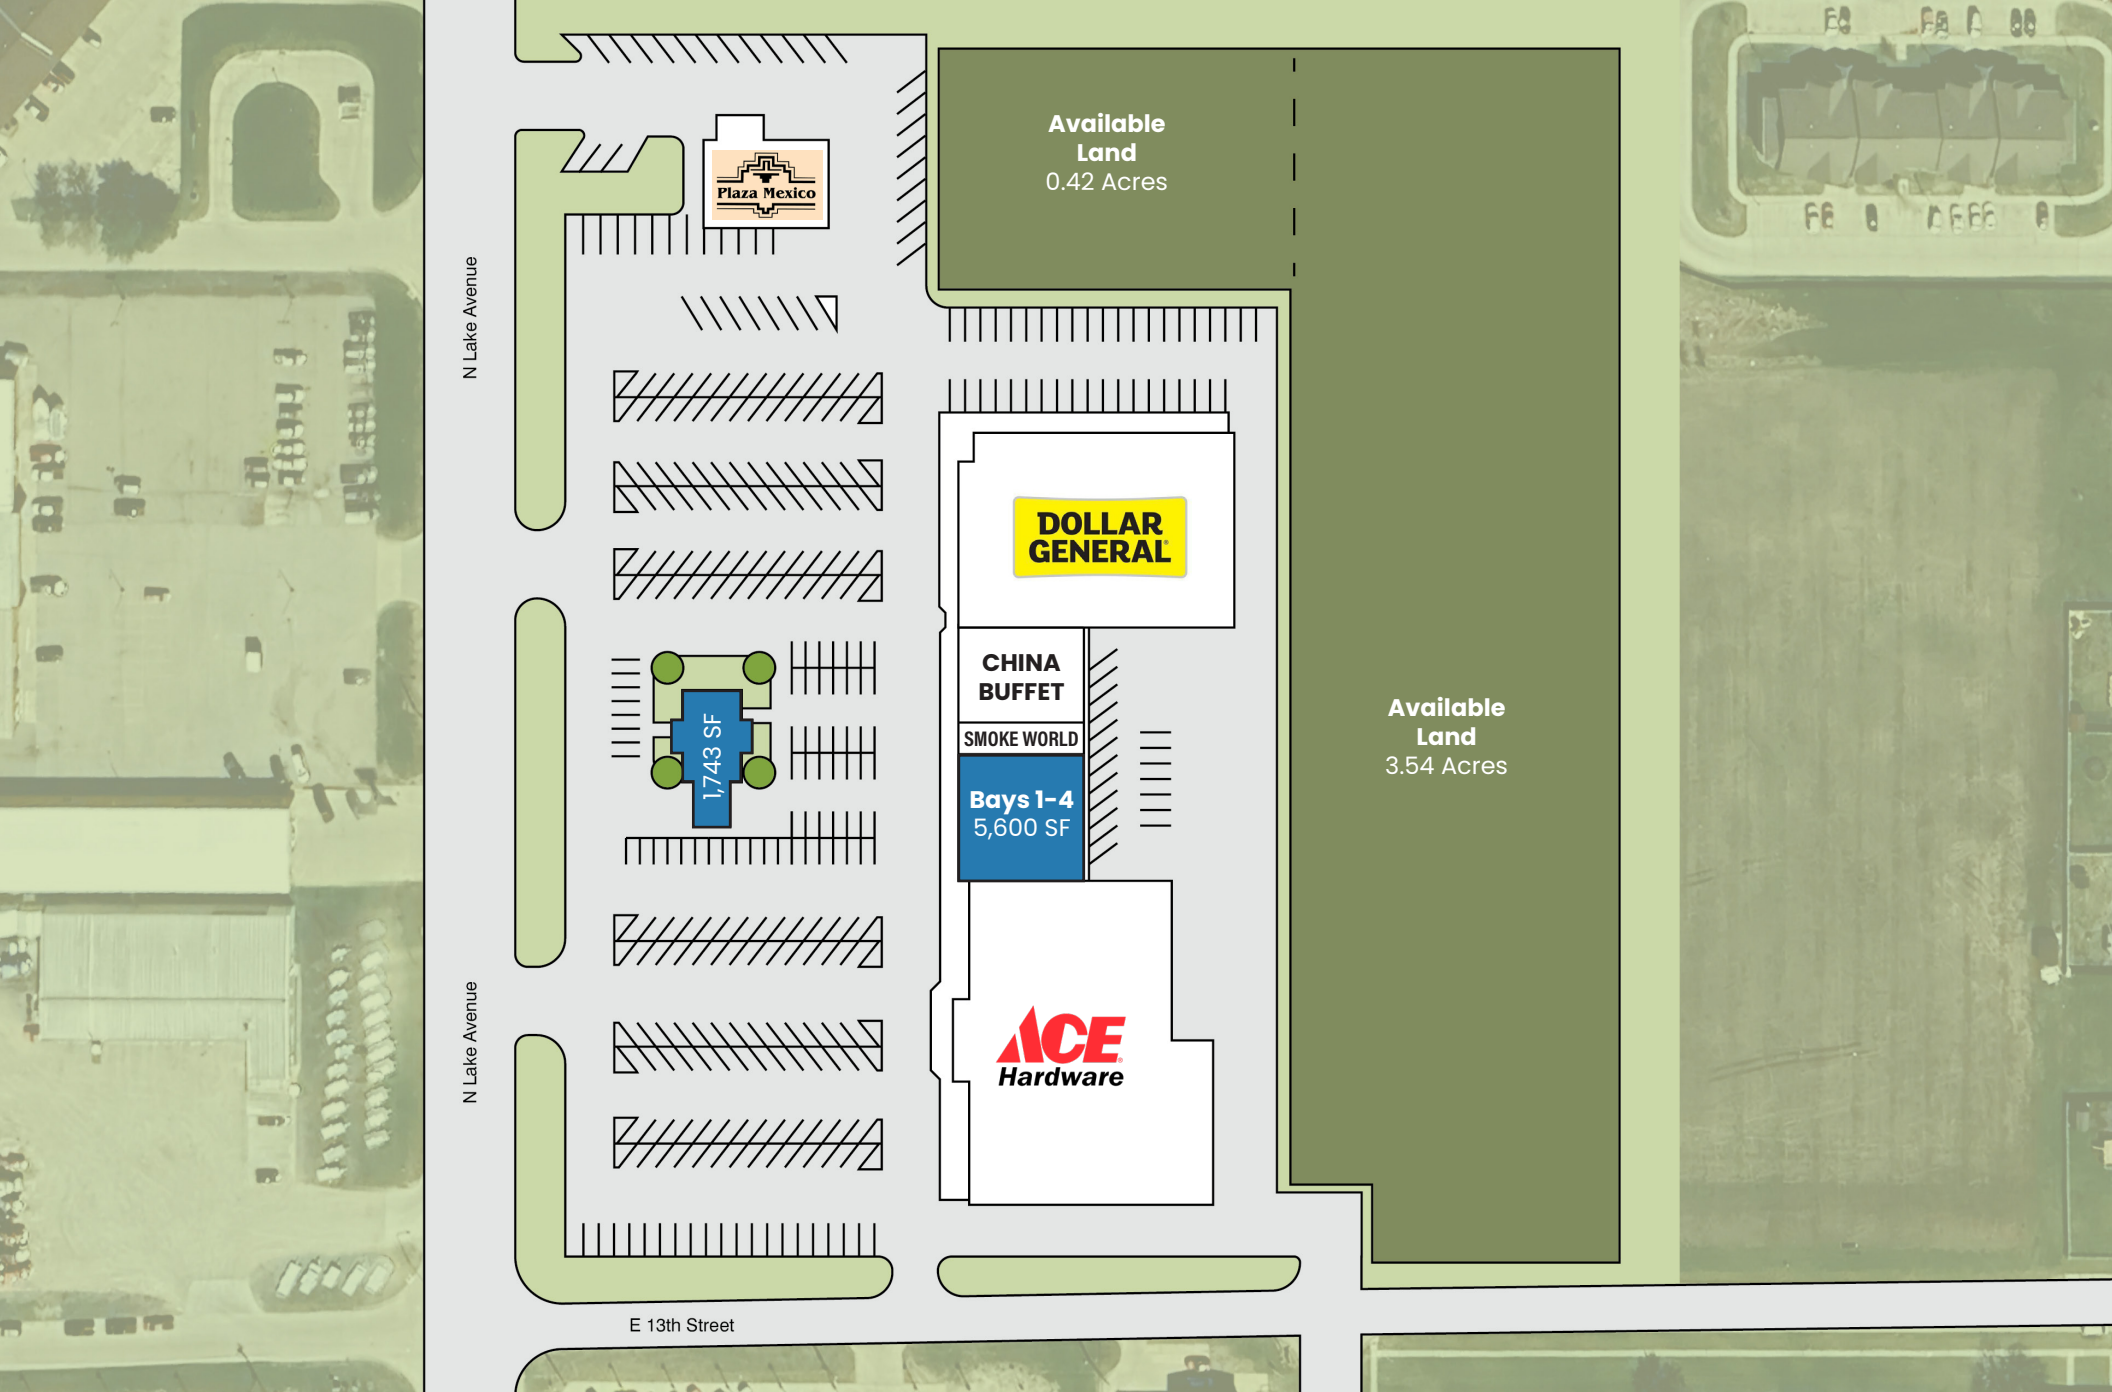 Available
Land
0.42 Acres
Plaza Mexico
N Lake Avenue
DOLLAR
GENERAL®
CHINA
BUFFET
SMOKE WORLD
1,743 SF
Bays 1-4
5,600 SF
Available
Land
3.54 Acres
N Lake Avenue
ACE®
Hardware
E 13th Street